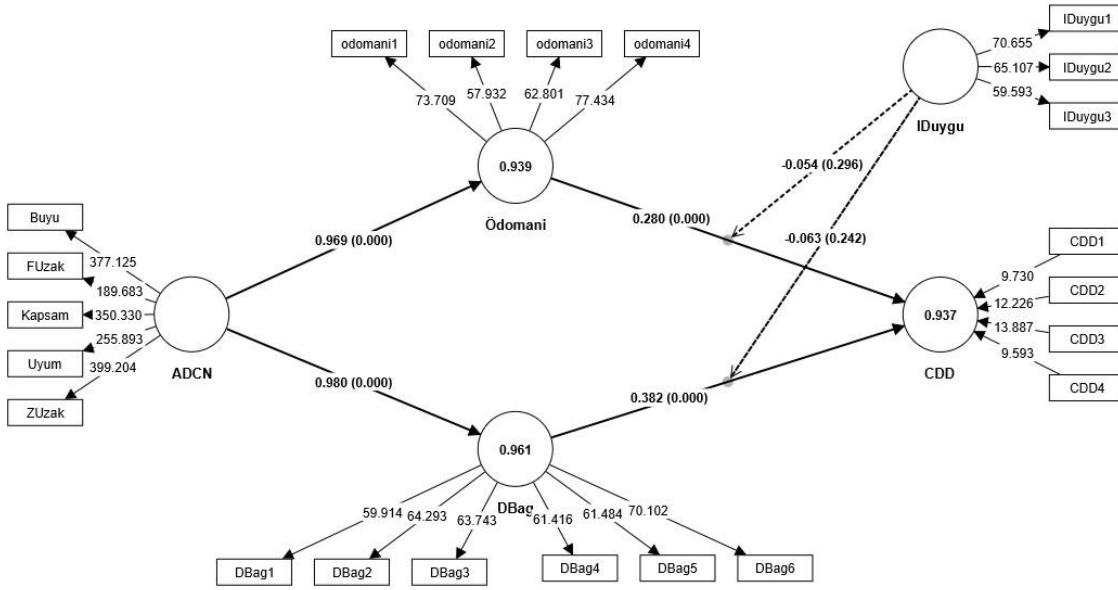 IDuygu1
odomani1
odomani2
odomani3
odomani4
70.655
65.107
IDuygu2
59.593
73.709
57.932
62.801
77.434
IDuygu3
IDuygu
0.939
-0.054 (0.296)
Ödomani
Buyu
0.280 (0.000)
0.969 (0.000)
-0.063 (0.242)
CDD1
377.125
FUzak
9.730
189.683
CDD2
12.226
Kapsam
350.330
0.937
13.887
255.893
CDD3
Uyum
9.593
399.204
ADCN
CDD
0.980 (0.000)
CDD4
0.382 (0.000)
ZUzak
0.961
DBag
59.914
64.293
63.743
61.416
61.484
70.102
DBag1
DBag2
DBag3
DBag4
DBag5
DBag6